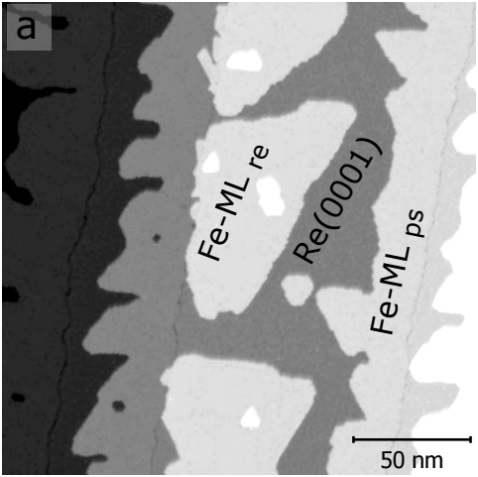 a
Fe-ML re
Re(0001)
Fe-ML ps
50 nm